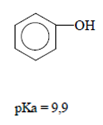 OH
pKa = 9,9